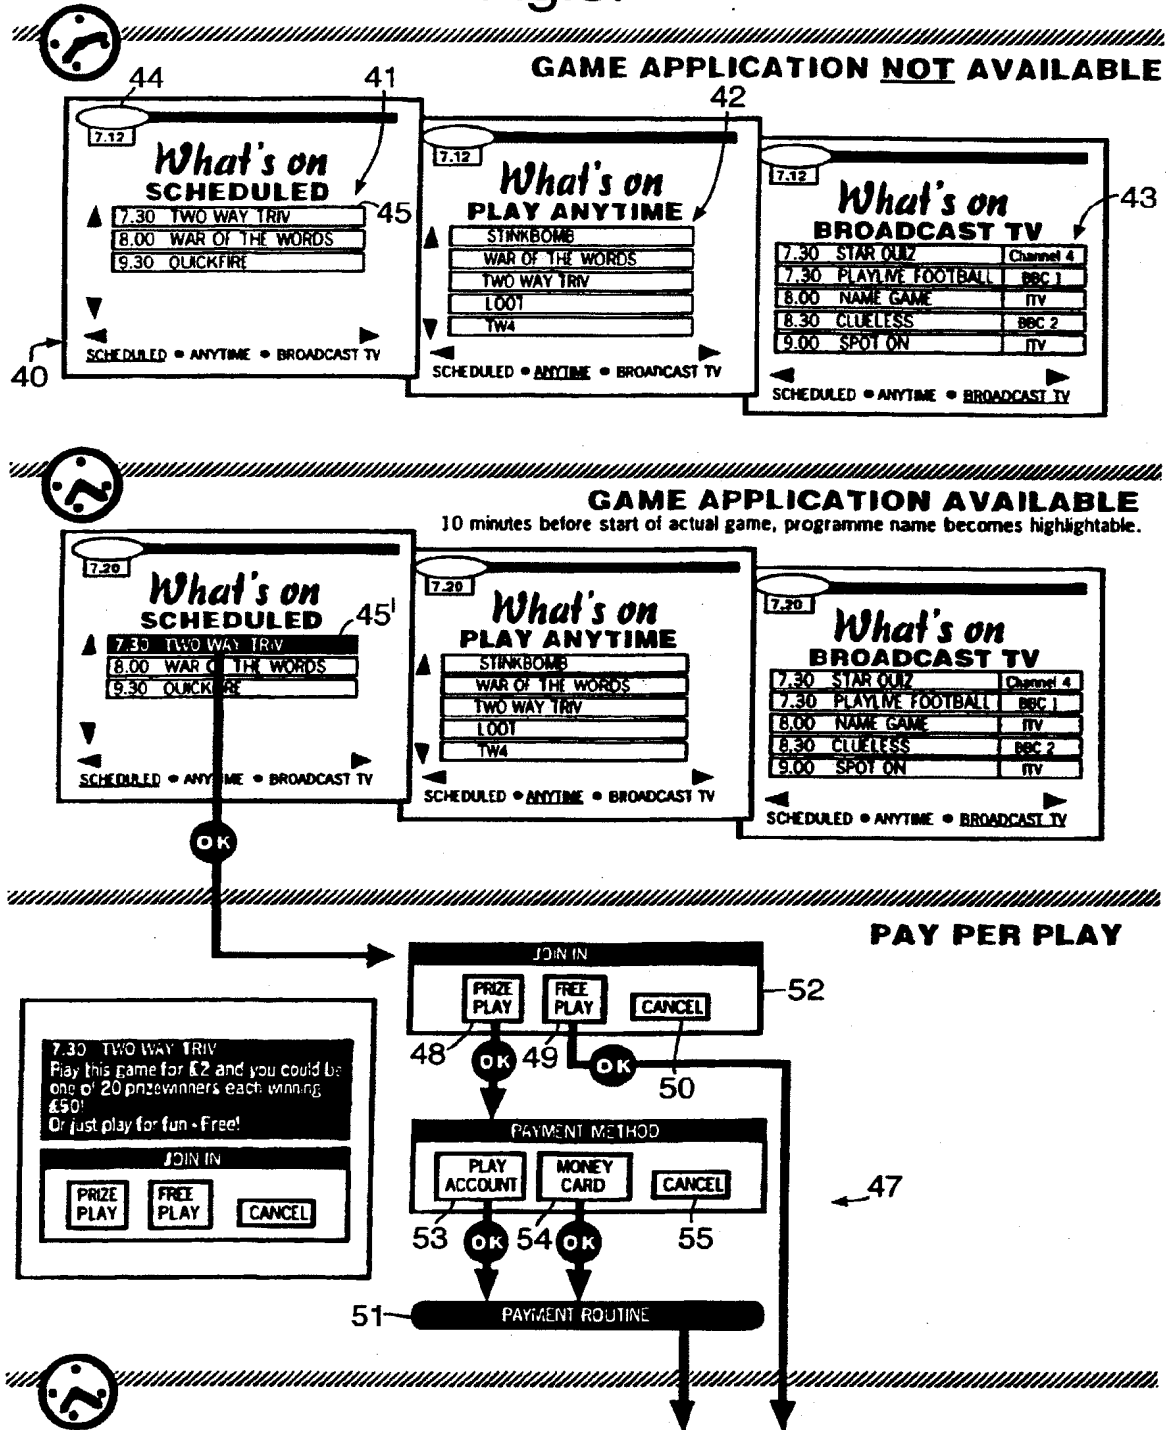 GAME APPLICATION NOT AVAILABLE
44
41
42
43
7.12
What's on
SCHEDULED
7.30 TWO WAY TRIV
45
8.00 WAR OF THE WORDS
9.30 QUICKFIRE
SCHEDULED • ANYTIME • BROADCAST TV
40
7.12
What's on
PLAY ANYTIME
STINKBOMB
WAR OF THE WORDS
TWO WAY TRIV
LOOT
TW4
SCHEDULED • ANYTIME • BROADCAST TV
7.12
What's on
BROADCAST TV
7.30 STAR QUIZ Channel 4
7.30 PLAYLIVE FOOTBALL BBC 1
8.00 NAME GAME ITV
8.30 CLUELESS BBC 2
9.00 SPOT ON ITV
SCHEDULED • ANYTIME • BROADCAST TV
GAME APPLICATION AVAILABLE
10 minutes before start of actual game, programme name becomes highlightable.
7.20
What's on
SCHEDULED
45'
7.30 TWO WAY TRIV
8.00 WAR OF THE WORDS
9.30 QUICKFIRE
SCHEDULED • ANYTIME • BROADCAST TV
7.20
What's on
PLAY ANYTIME
STINKBOMB
WAR OF THE WORDS
TWO WAY TRIV
LOOT
TW4
SCHEDULED • ANYTIME • BROADCAST TV
7.20
What's on
BROADCAST TV
7.30 STAR QUIZ Channel 4
7.30 PLAYLIVE FOOTBALL BBC 1
8.00 NAME GAME ITV
8.30 CLUELESS BBC 2
9.00 SPOT ON ITV
SCHEDULED • ANYTIME • BROADCAST TV
OK
PAY PER PLAY
JOIN IN
PRIZE PLAY
FREE PLAY
CANCEL
52
48
OK
49
OK
50
7.30 TWO WAY TRIV
Play this game for £2 and you could be
one of 20 prizewinners each winning
£50!
Or just play for fun - Free!
JOIN IN
PRIZE PLAY
FREE PLAY
CANCEL
PAYMENT METHOD
PLAY ACCOUNT
MONEY CARD
CANCEL
47
53
OK
54
OK
55
51
PAYMENT ROUTINE